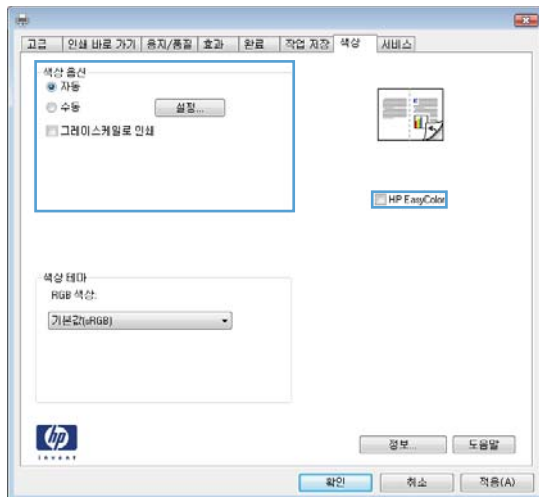 고급 인쇄 바로 가기 용지/품질 효과 완료 작업 저장 색상 서비스
색상 옵션
자동
수동 설정...
그레이스케일로 인쇄
HP EasyColor
색상 테마
RGB 색상:
기본값(sRGB)
hp
invent
정보... 도움말
확인 취소 적용(A)